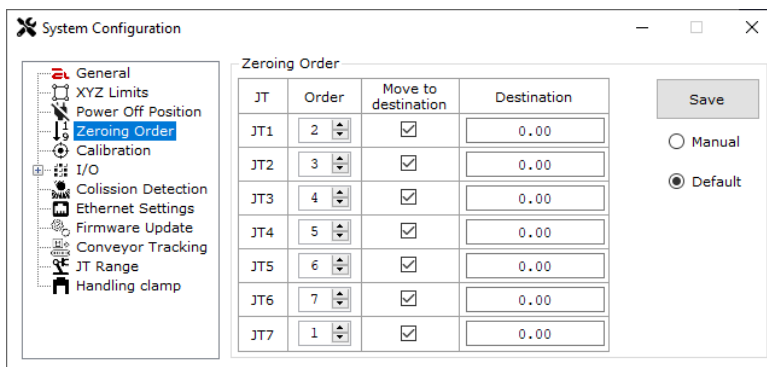 System Configuration
General
XYZ Limits
Power Off Position
Zeroing Order
Calibration
I/O
Colission Detection
Ethernet Settings
Firmware Update
Conveyor Tracking
JT Range
Handling clamp
Zeroing Order
JT Order Move to destination Destination
JT1 2 0.00
JT2 3 0.00
JT3 4 0.00
JT4 5 0.00
JT5 6 0.00
JT6 7 0.00
JT7 1 0.00
Save
Manual
Default